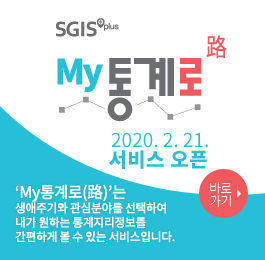 SGIS plus
路
My통계로
2020. 2. 21.
서비스 오픈
'My통계로(路)'는
생애주기와 관심분야를 선택하여
내가 원하는 통계지리정보를
간편하게 볼 수 있는 서비스입니다.
바로
가기